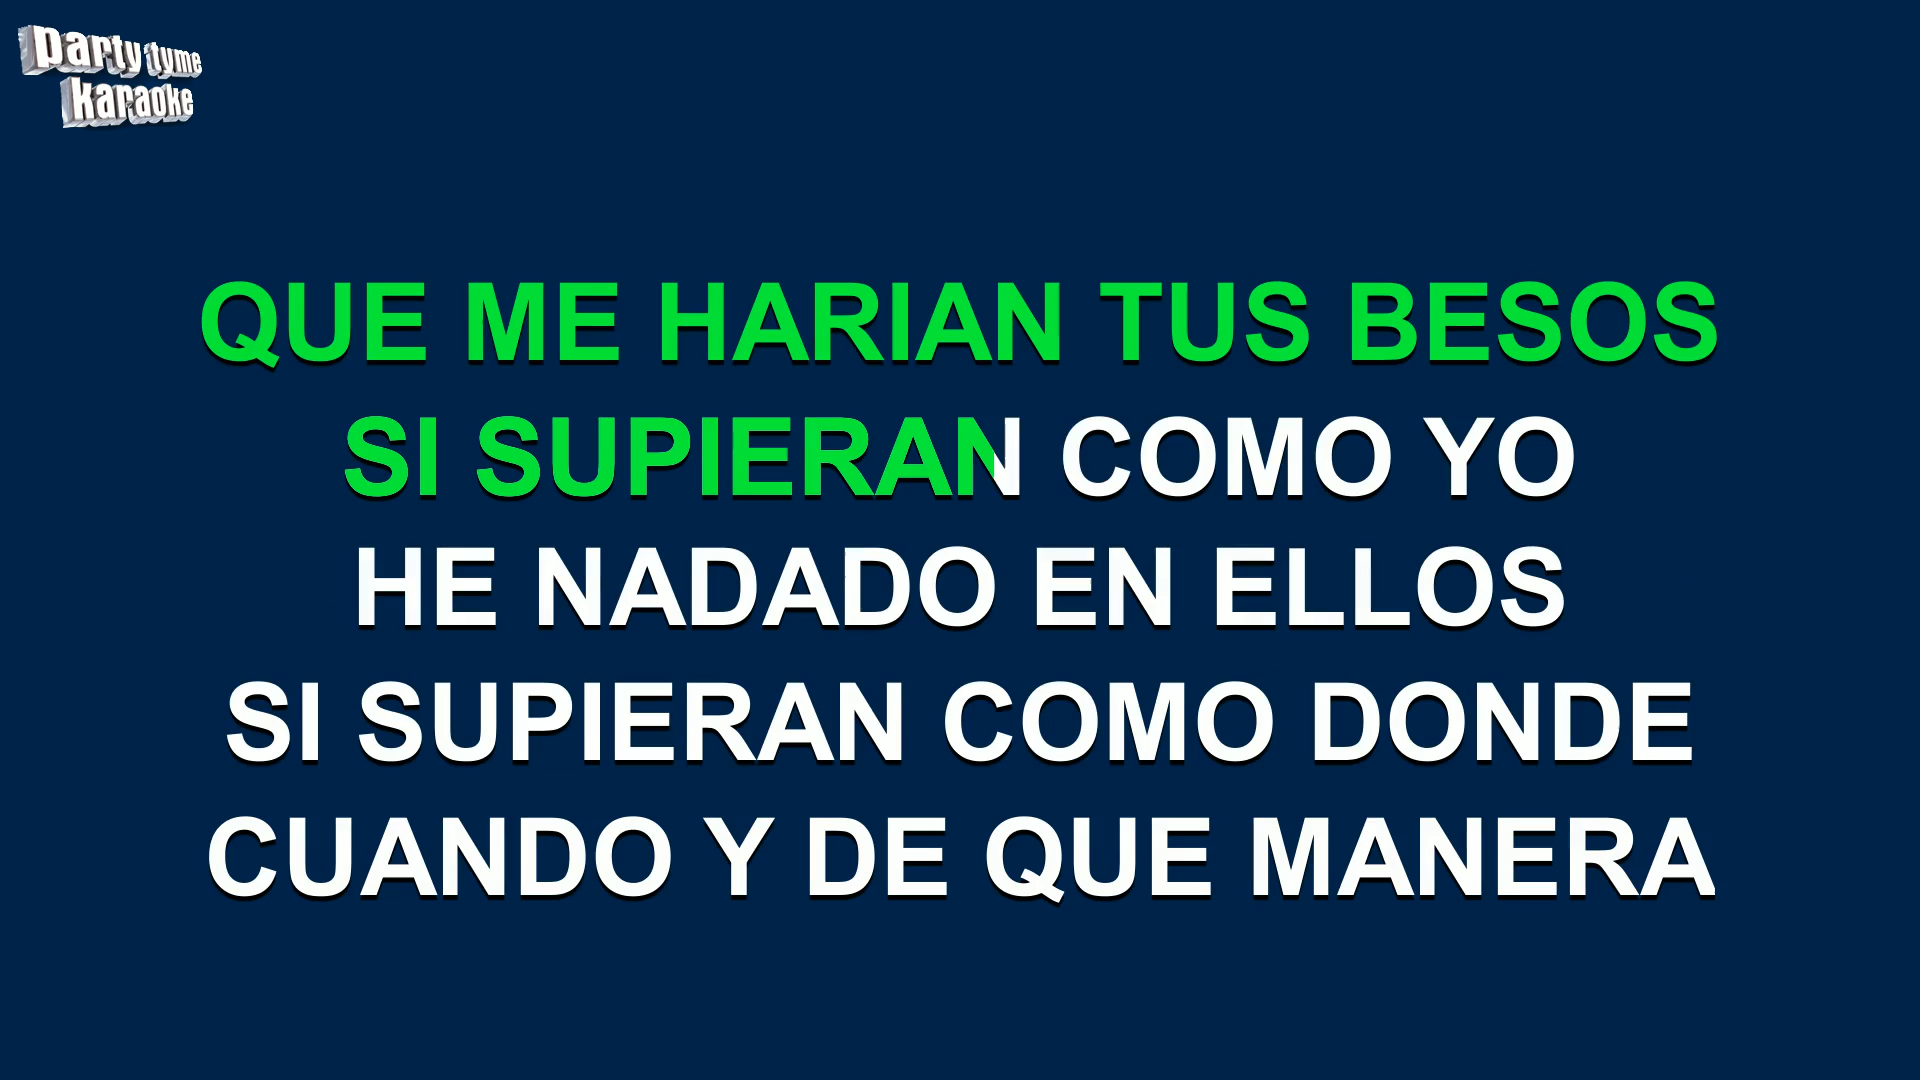 party tyme
karaoke
QUE ME HARIAN TUS BESOS
SI SUPIERAN COMO YO
HE NADADO EN ELLOS
SI SUPIERAN COMO DONDE
CUANDO Y DE QUE MANERA